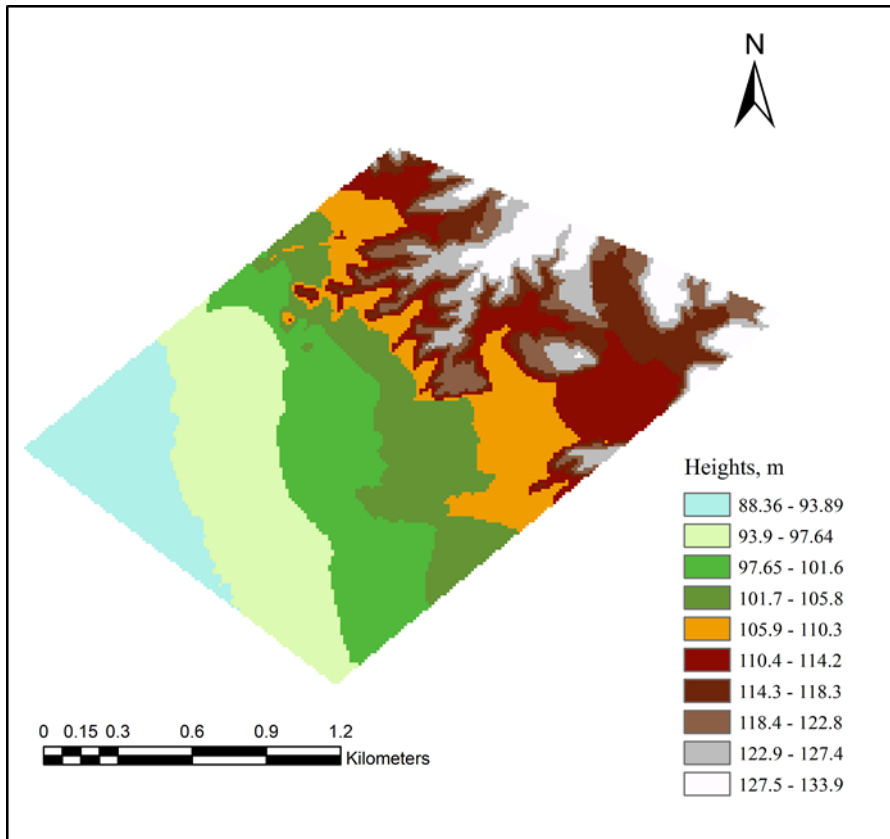 N
Heights, m
88.36 - 93.89
93.9 - 97.64
97.65 - 101.6
101.7 - 105.8
105.9 - 110.3
110.4 - 114.2
114.3 - 118.3
118.4 - 122.8
122.9 - 127.4
127.5 - 133.9
0 0.15 0.3 0.6 0.9 1.2
Kilometers